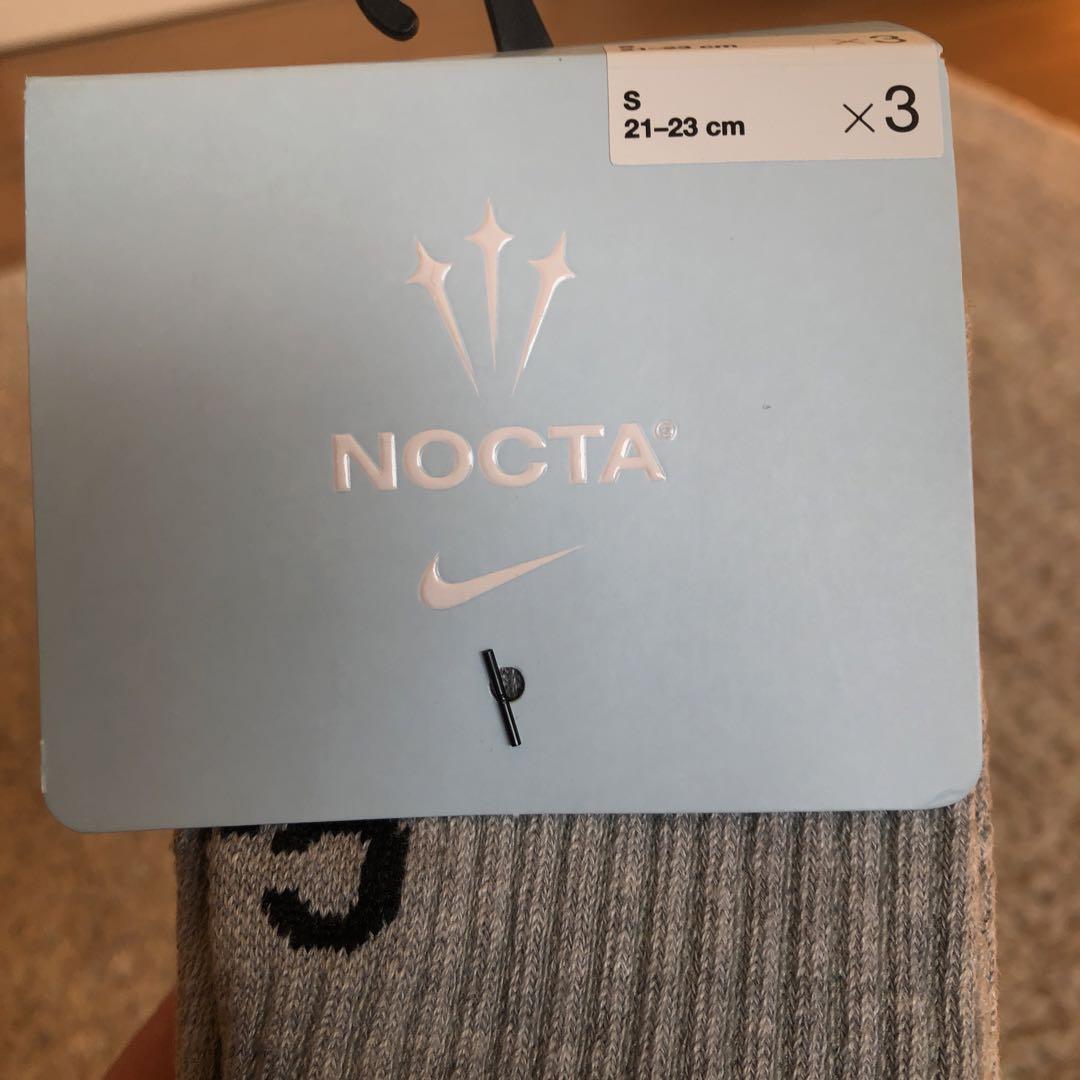 S
21–23 cm
×3
NOCTA®